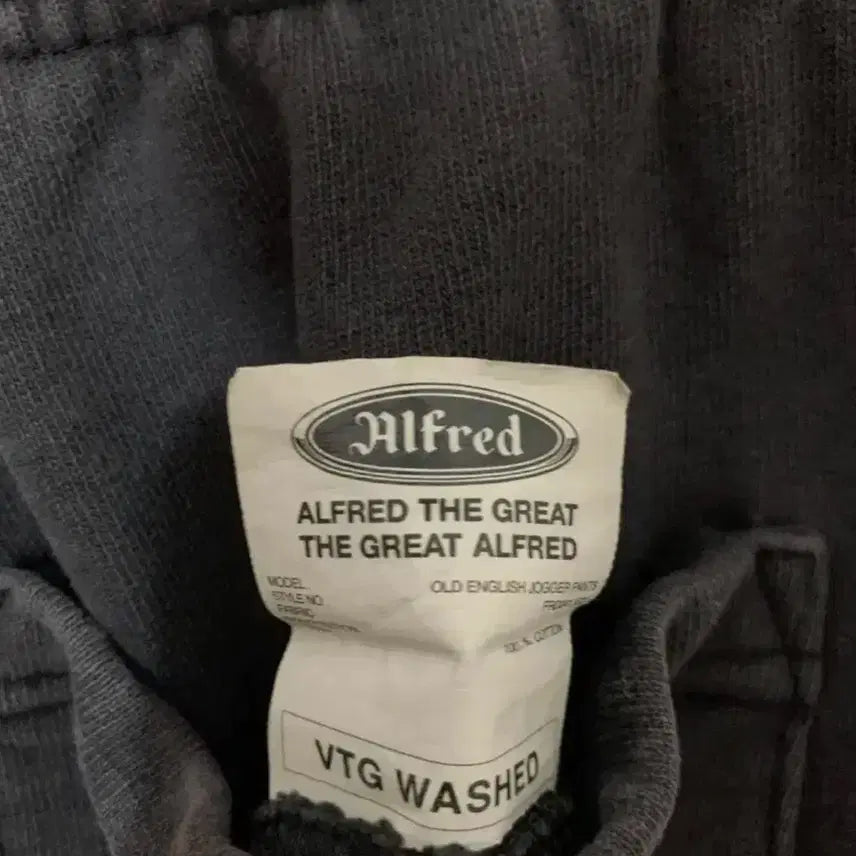 Alfred
ALFRED THE GREAT
THE GREAT ALFRED
MODEL OLD ENGLISH JOGGER PANTS
STYLE NO
FABRIC 100 % COTTON
VTG WASHED